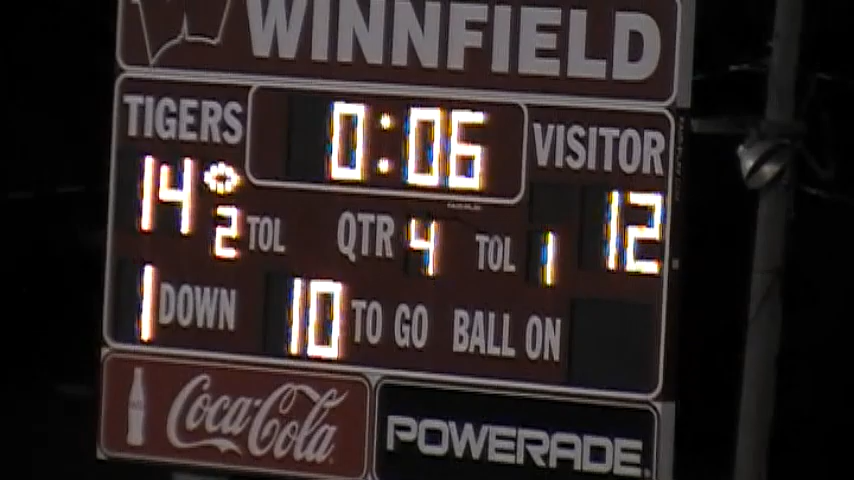 WINNFIELD
TIGERS 0:06 VISITOR
14 2 TOL QTR 4 TOL 1 12
1 DOWN 10 TO GO BALL ON
Coca-Cola POWERADE